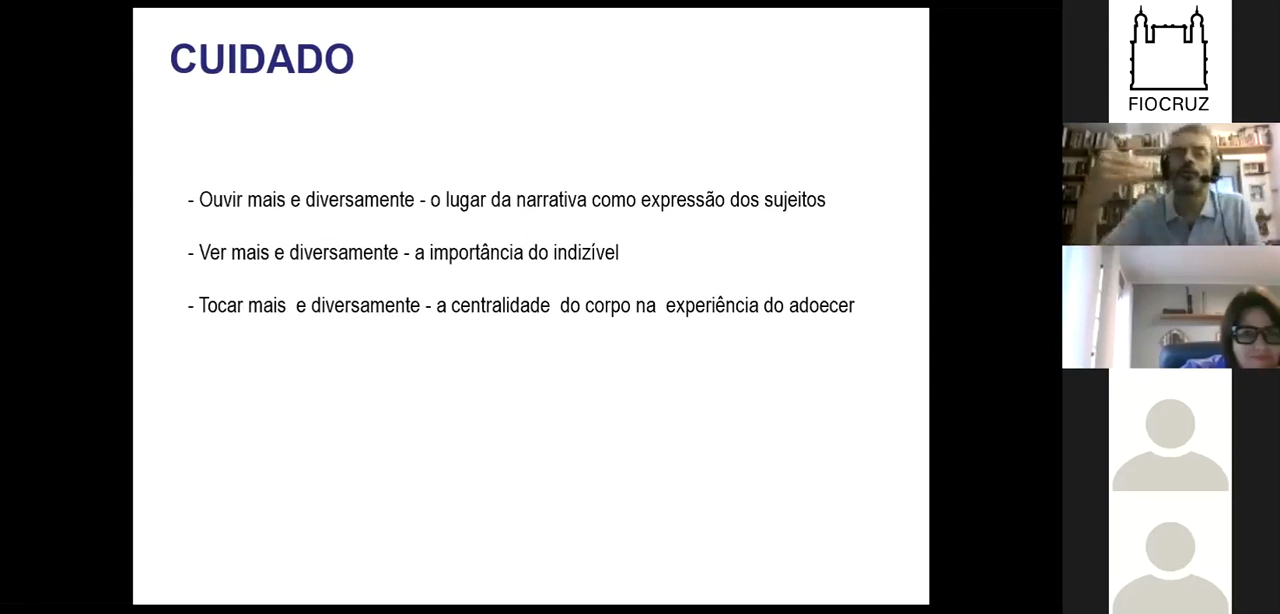 CUIDADO
- Ouvir mais e diversamente - o lugar da narrativa como expressão dos sujeitos
- Ver mais e diversamente - a importância do indizível
- Tocar mais e diversamente - a centralidade do corpo na experiência do adoecer
FIOCRUZ